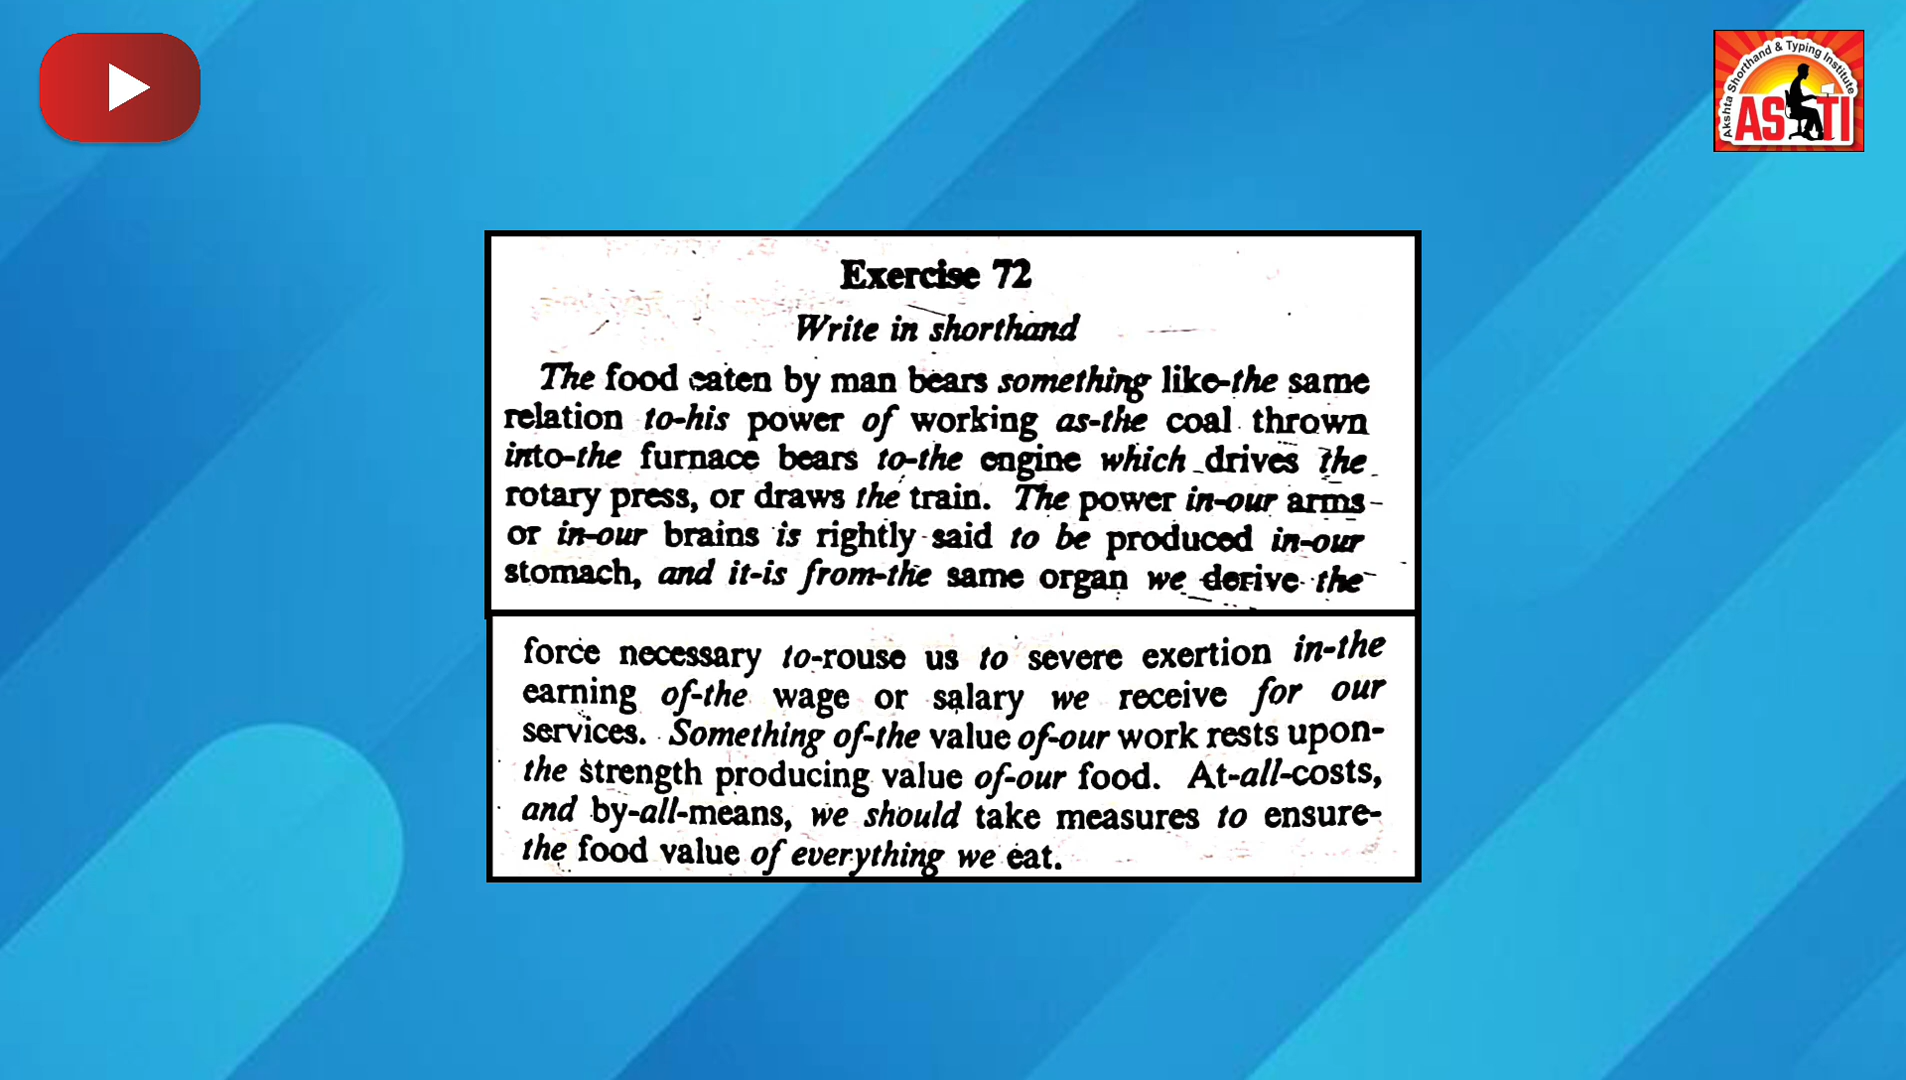 Akshta Shorthand & Typing Institute
ASTI
Exercise 72
Write in shorthand
The food eaten by man bears something like-the same
relation to-his power of working as-the coal thrown
into-the furnace bears to-the engine which drives the
rotary press, or draws the train. The power in-our arms
or in-our brains is rightly said to be produced in-our
stomach, and it-is from-the same organ we derive the
force necessary to-rouse us to severe exertion in-the
earning of-the wage or salary we receive for our
services. Something of-the value of-our work rests upon-
the strength producing value of-our food. At-all-costs,
and by-all-means, we should take measures to ensure-
the food value of everything we eat.